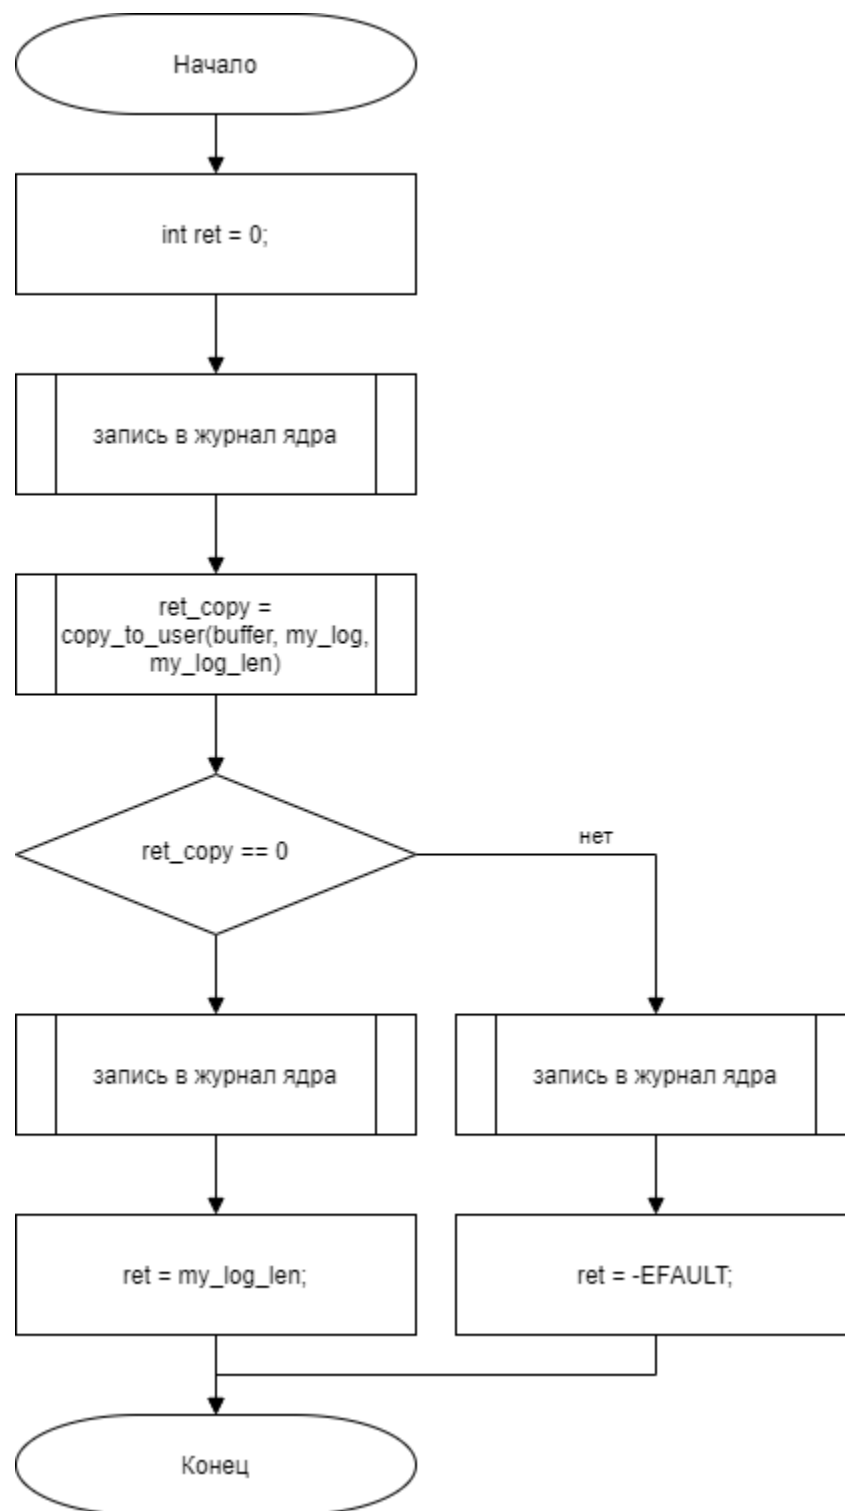 Начало
int ret = 0;
запись в журнал ядра
ret_copy =
copy_to_user(buffer, my_log,
my_log_len)
ret_copy == 0
нет
запись в журнал ядра
запись в журнал ядра
ret = my_log_len;
ret = -EFAULT;
Конец